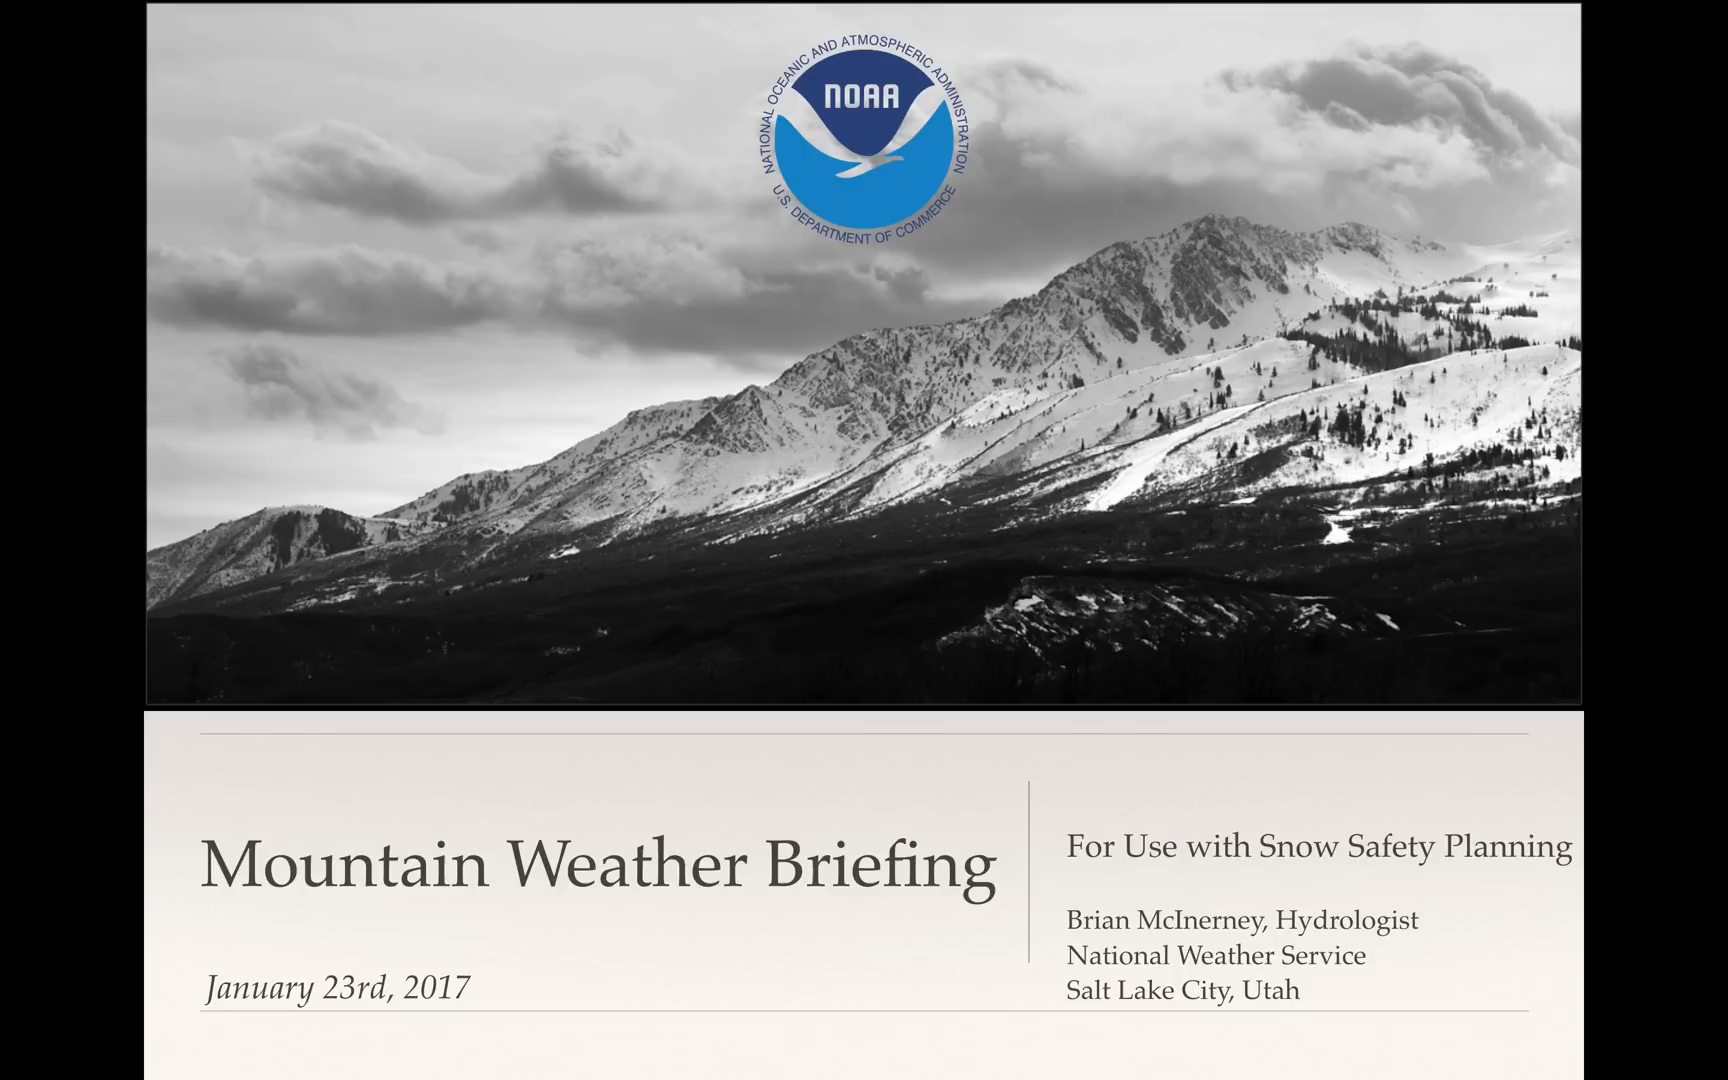 NATIONAL OCEANIC AND ATMOSPHERIC ADMINISTRATION
NOAA
U.S. DEPARTMENT OF COMMERCE
Mountain Weather Briefing
January 23rd, 2017
For Use with Snow Safety Planning
Brian McInerney, Hydrologist
National Weather Service
Salt Lake City, Utah